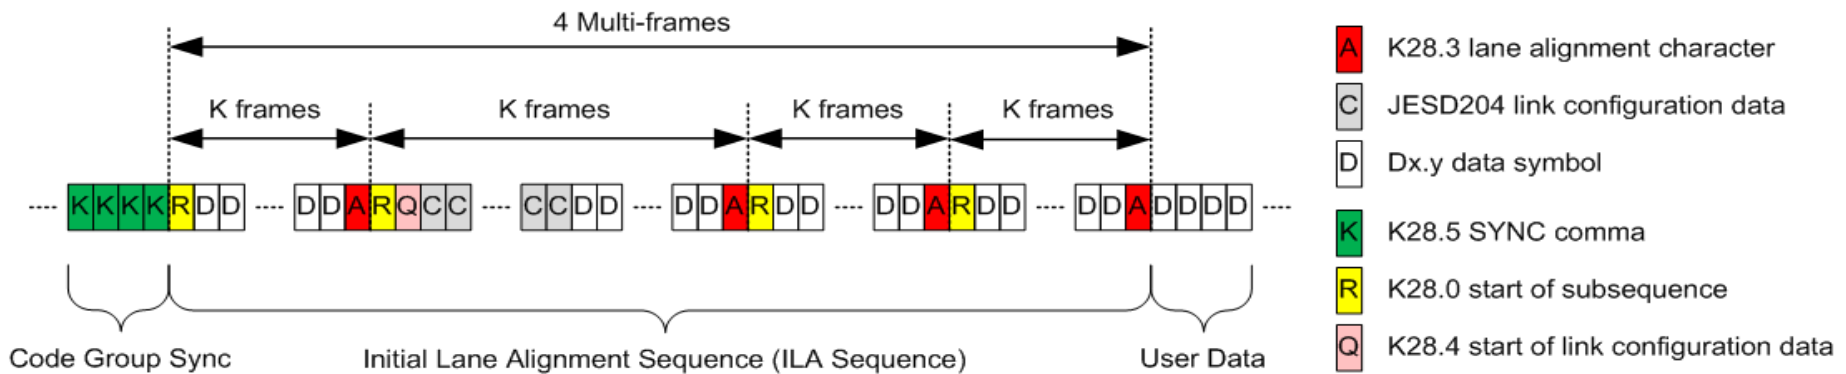 4 Multi-frames
K frames K frames K frames K frames
KKKKRDD DDARQCC CCDD DDARDD DDARDD DDADDDD
Code Group Sync Initial Lane Alignment Sequence (ILA Sequence) User Data
A K28.3 lane alignment character
C JESD204 link configuration data
D Dx.y data symbol
K K28.5 SYNC comma
R K28.0 start of subsequence
Q K28.4 start of link configuration data